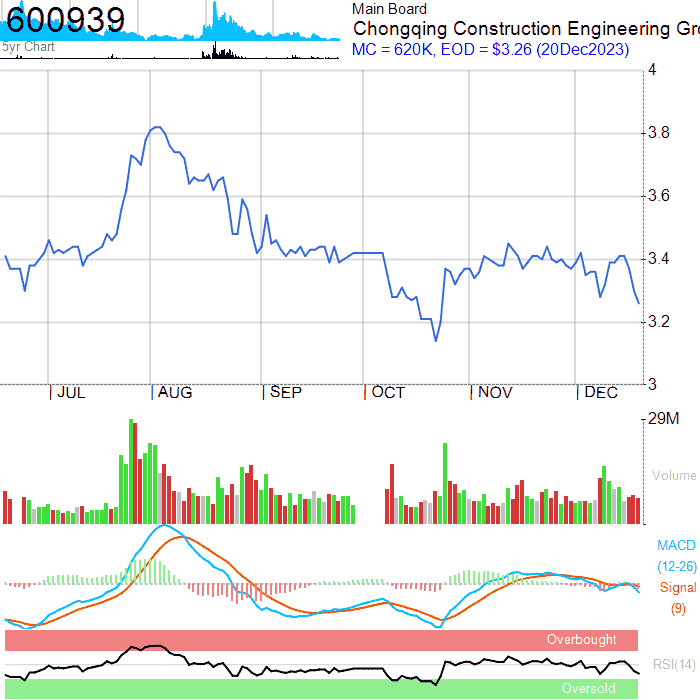 600939
5yr Chart
Main Board
Chongqing Construction Engineering Gro
MC = 620K, EOD = $3.26 (20Dec2023)
4
3.8
3.6
3.4
3.2
3
JUL AUG SEP OCT NOV DEC
29M
Volume
MACD
(12-26)
Signal
(9)
Overbought
RSI(14)
Oversold